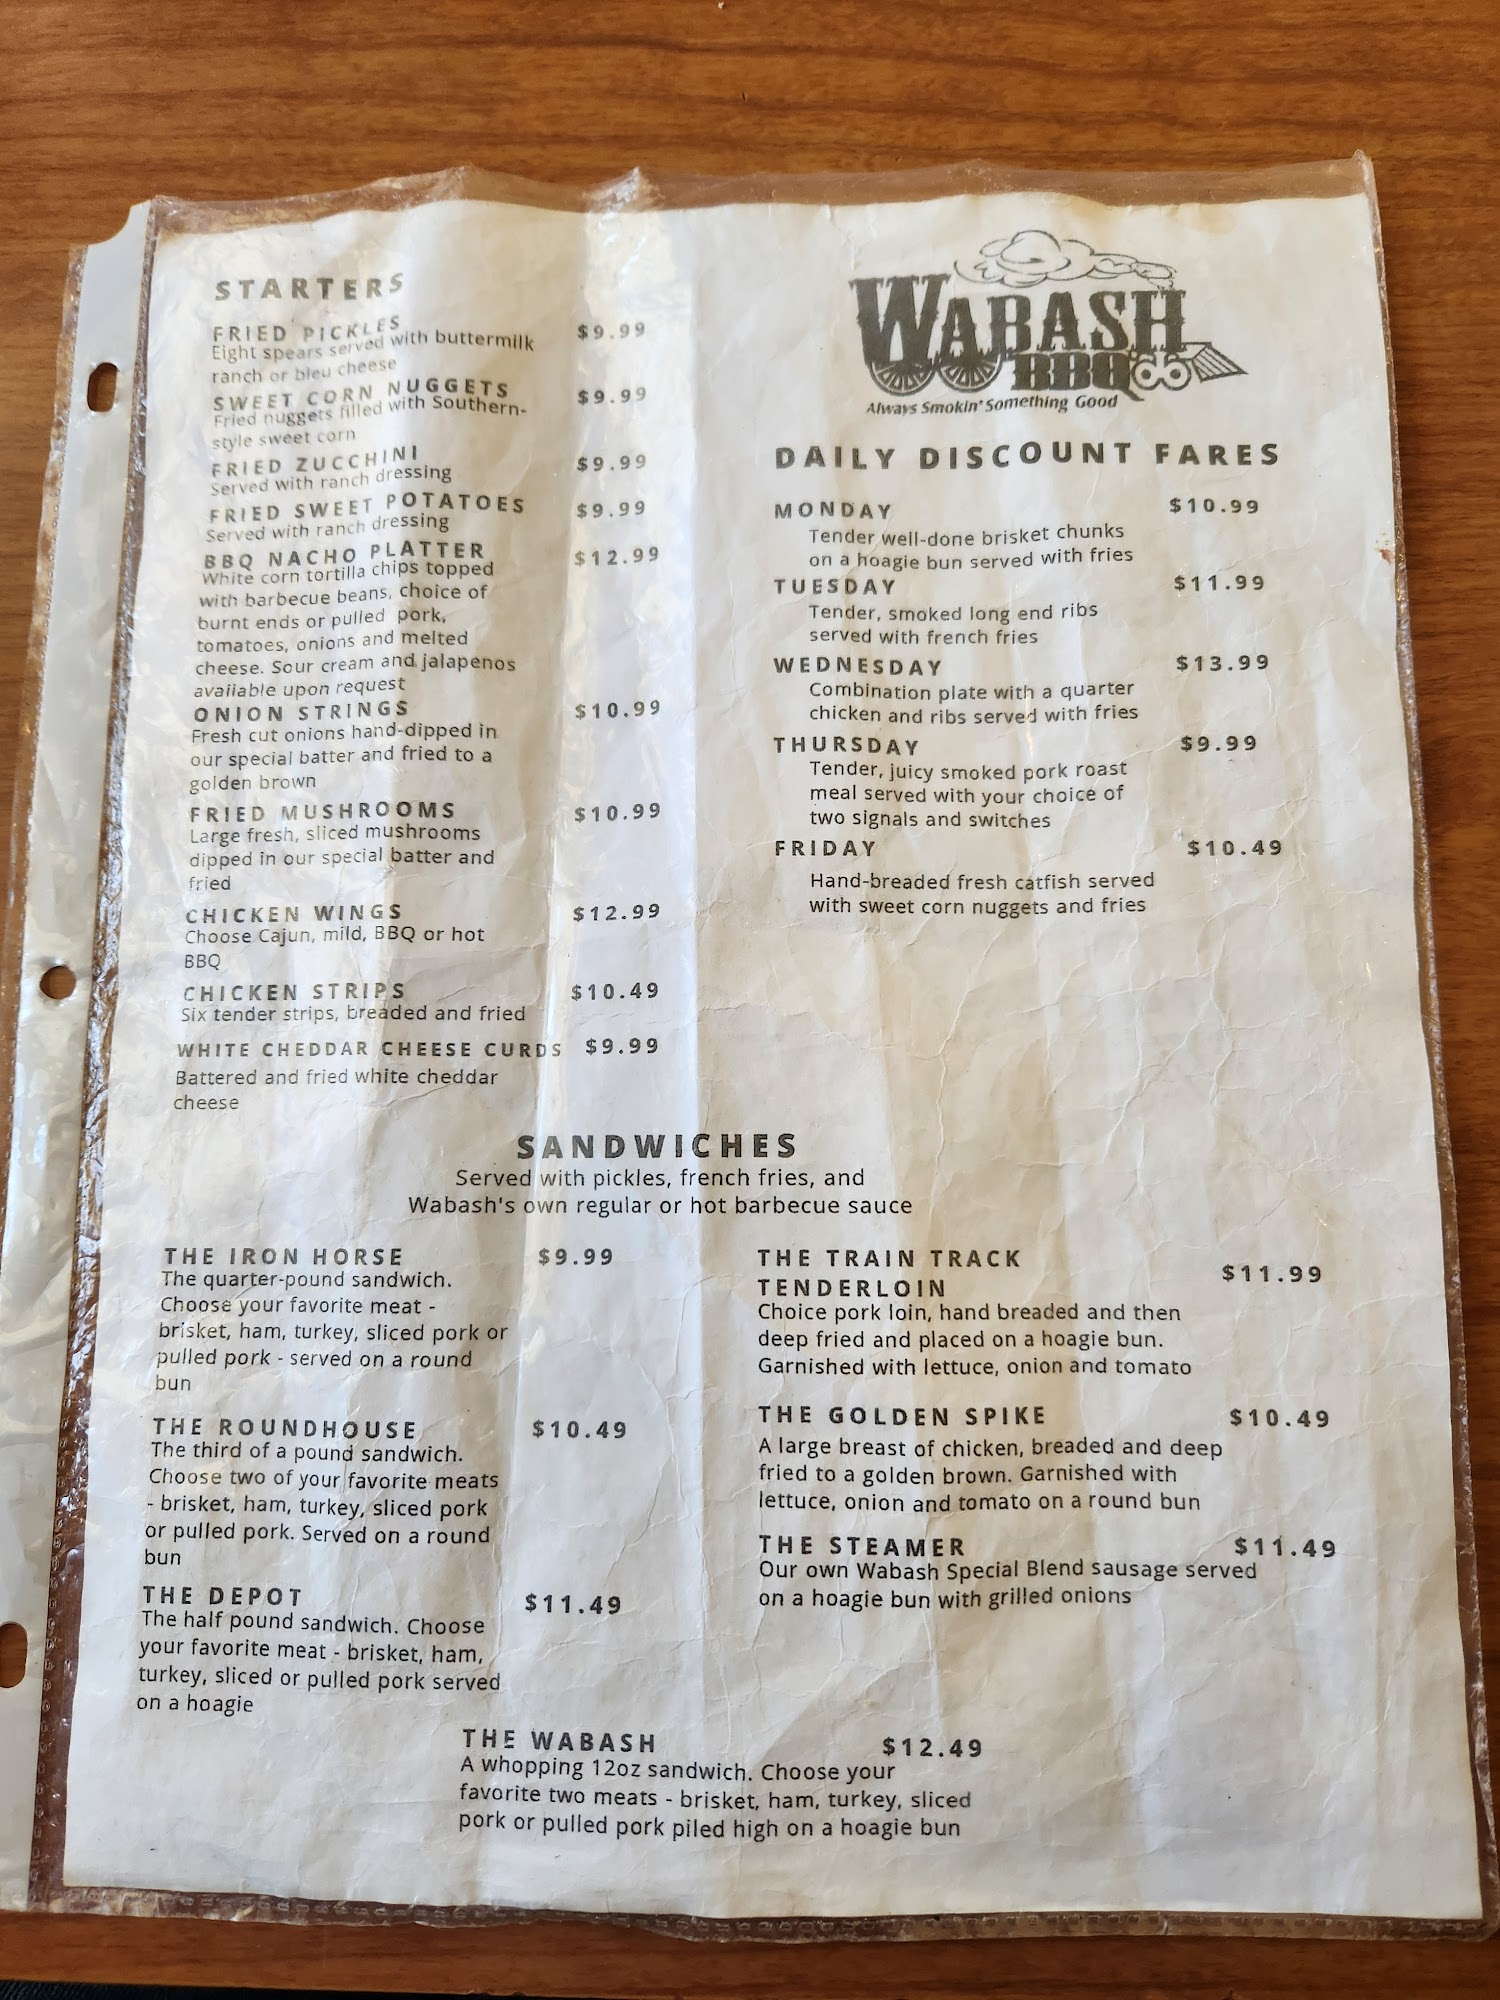 STARTERS
FRIED PICKLES $9.99
Eight spears served with buttermilk
ranch or bleu cheese
SWEET CORN NUGGETS $9.99
Fried nuggets filled with Southern-
style sweet corn
FRIED ZUCCHINI $9.99
Served with ranch dressing
FRIED SWEET POTATOES $9.99
Served with ranch dressing
BBQ NACHO PLATTER $12.99
White corn tortilla chips topped
with barbecue beans, choice of
burnt ends or pulled pork,
tomatoes, onions and melted
cheese. Sour cream and jalapenos
available upon request
ONION STRINGS $10.99
Fresh cut onions hand-dipped in
our special batter and fried to a
golden brown
FRIED MUSHROOMS $10.99
Large fresh, sliced mushrooms
dipped in our special batter and
fried
CHICKEN WINGS $12.99
Choose Cajun, mild, BBQ or hot
BBQ
CHICKEN STRIPS $10.49
Six tender strips, breaded and fried
WHITE CHEDDAR CHEESE CURDS $9.99
Battered and fried white cheddar
cheese
WABASH
BBQ
Always Smokin' Something Good
DAILY DISCOUNT FARES
MONDAY $10.99
Tender well-done brisket chunks
on a hoagie bun served with fries
TUESDAY $11.99
Tender, smoked long end ribs
served with french fries
WEDNESDAY $13.99
Combination plate with a quarter
chicken and ribs served with fries
THURSDAY $9.99
Tender, juicy smoked pork roast
meal served with your choice of
two signals and switches
FRIDAY $10.49
Hand-breaded fresh catfish served
with sweet corn nuggets and fries
SANDWICHES
Served with pickles, french fries, and
Wabash's own regular or hot barbecue sauce
THE IRON HORSE $9.99
The quarter-pound sandwich.
Choose your favorite meat -
brisket, ham, turkey, sliced pork or
pulled pork - served on a round
bun
THE ROUNDHOUSE $10.49
The third of a pound sandwich.
Choose two of your favorite meats
- brisket, ham, turkey, sliced pork
or pulled pork. Served on a round
bun
THE DEPOT $11.49
The half pound sandwich. Choose
your favorite meat - brisket, ham,
turkey, sliced or pulled pork served
on a hoagie
THE TRAIN TRACK
TENDERLOIN $11.99
Choice pork loin, hand breaded and then
deep fried and placed on a hoagie bun.
Garnished with lettuce, onion and tomato
THE GOLDEN SPIKE $10.49
A large breast of chicken, breaded and deep
fried to a golden brown. Garnished with
lettuce, onion and tomato on a round bun
THE STEAMER $11.49
Our own Wabash Special Blend sausage served
on a hoagie bun with grilled onions
THE WABASH $12.49
A whopping 12oz sandwich. Choose your
favorite two meats - brisket, ham, turkey, sliced
pork or pulled pork piled high on a hoagie bun